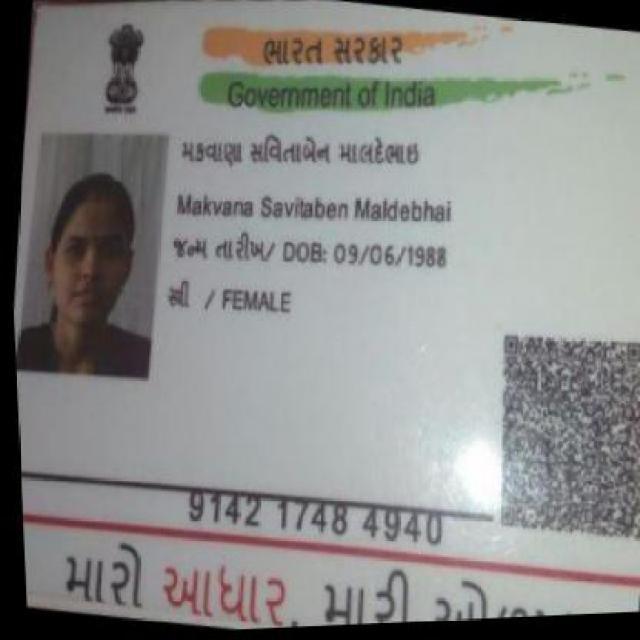 ભારત સરકાર
Government of India
મકવાણા સવિતાબેન માલદેભાઇ
Makvana Savitaben Maldebhai
જન્મ તારીખ/ DOB: 09/06/1988
સ્ત્રી / FEMALE
9142 1748 4940
મારો આધાર, મારી